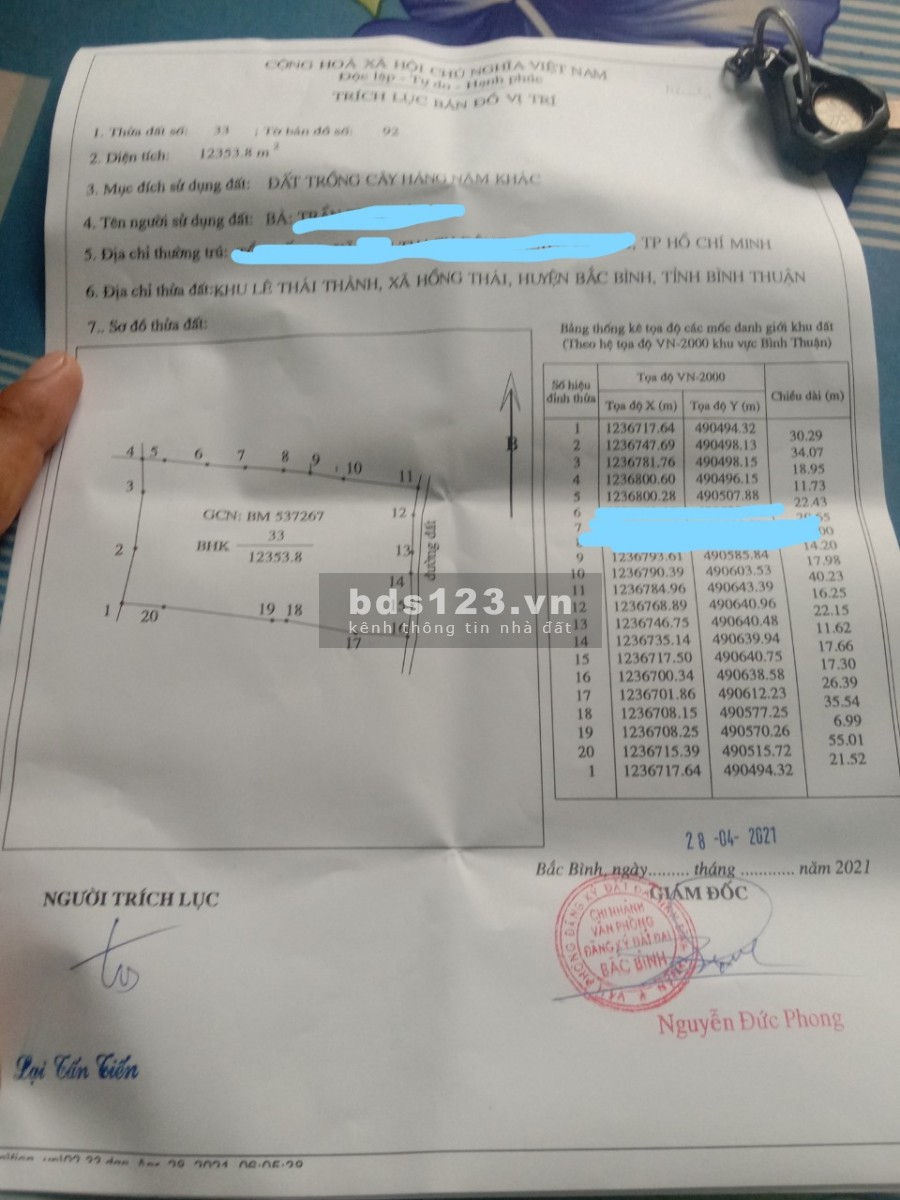 CỘNG HOÀ XÃ HỘI CHỦ NGHĨA VIỆT NAM
Độc lập - Tự do - Hạnh phúc
TRÍCH LỤC BẢN ĐỒ VỊ TRÍ
1. Thửa đất số: 33 ; Tờ bản đồ số: 92
2. Diện tích: 12353.8 m²
3. Mục đích sử dụng đất: ĐẤT TRỒNG CÂY HÀNG NĂM KHÁC
4. Tên người sử dụng đất: BÀ: TRẦN
5. Địa chỉ thường trú: , TP HỒ CHÍ MINH
6. Địa chỉ thửa đất:KHU LÊ THÁI THÀNH, XÃ HỒNG THÁI, HUYỆN BẮC BÌNH, TỈNH BÌNH THUẬN
7.. Sơ đồ thửa đất:
Bảng thống kê tọa độ các mốc danh giới khu đất
(Theo hệ tọa độ VN-2000 khu vực Bình Thuận)
Số hiệu đỉnh thửa Tọa độ VN-2000 Chiều dài (m)
Tọa độ X (m) Tọa độ Y (m)
1 1236717.64 490494.32
30.29
2 1236747.69 490498.13
34.07
3 1236781.76 490498.15
18.95
4 1236800.60 490496.15
11.73
5 1236800.28 490507.88
22.43
6
7
14.20
9 1236793.61 490585.84
17.98
10 1236790.39 490603.53
40.23
11 1236784.96 490643.39
16.25
12 1236768.89 490640.96
22.15
13 1236746.75 490640.48
11.62
14 1236735.14 490639.94
17.66
15 1236717.50 490640.75
17.30
16 1236700.34 490638.58
26.39
17 1236701.86 490612.23
35.54
18 1236708.15 490577.25
6.99
19 1236708.25 490570.26
55.01
20 1236715.39 490515.72
21.52
1 1236717.64 490494.32
B
4 5 6 7 8 9 10 11
3
12
2
13
14
1 20 19 18
17 16
GCN: BM 537267
BHK 33
12353.8
đường đất
bds123.vn
kênh thông tin nhà đất
28-04-2021
Bắc Bình, ngày......... tháng ............ năm 2021
NGƯỜI TRÍCH LỤC
GIÁM ĐỐC
CHI NHÁNH
VĂN PHÒNG
ĐĂNG KÝ ĐẤT ĐAI
BẮC BÌNH
Nguyễn Đức Phong
Lại Tấn Tiến